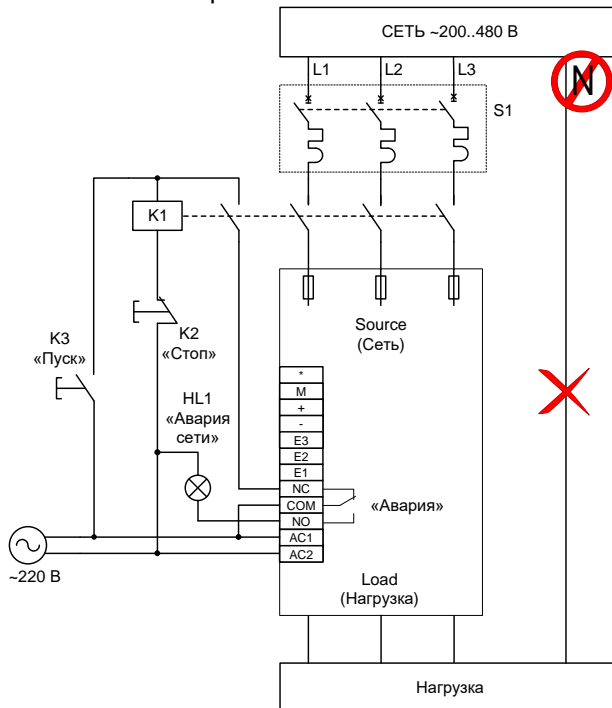 СЕТЬ ~200..480 В
L1
L2
L3
N
S1
K1
Source
(Сеть)
K2
«Стоп»
K3
«Пуск»
HL1
«Авария
сети»
*
M
+
-
E3
E2
E1
NC
COM
NO
AC1
AC2
«Авария»
~220 В
Load
(Нагрузка)
Нагрузка